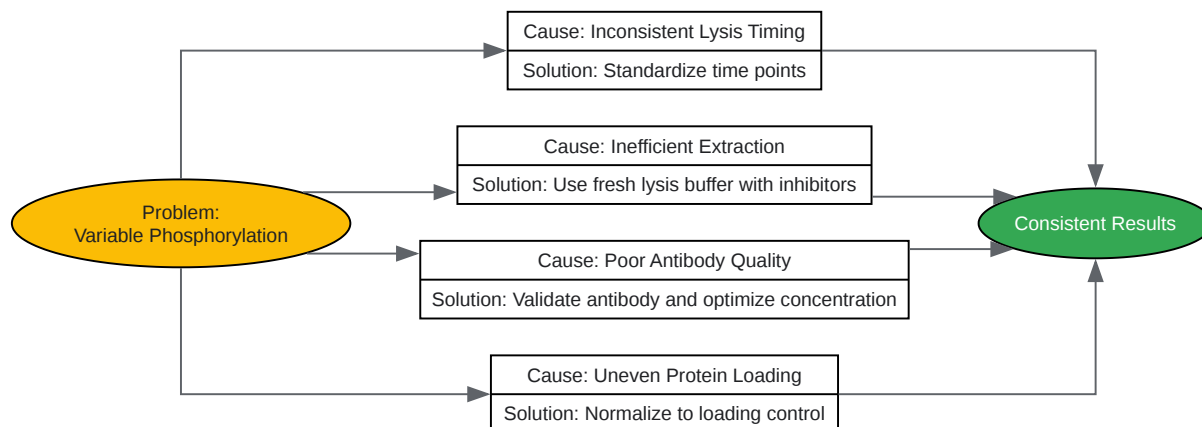 Problem:
Variable Phosphorylation
Cause: Inconsistent Lysis Timing
Solution: Standardize time points
Cause: Inefficient Extraction
Solution: Use fresh lysis buffer with inhibitors
Cause: Poor Antibody Quality
Solution: Validate antibody and optimize concentration
Cause: Uneven Protein Loading
Solution: Normalize to loading control
Consistent Results